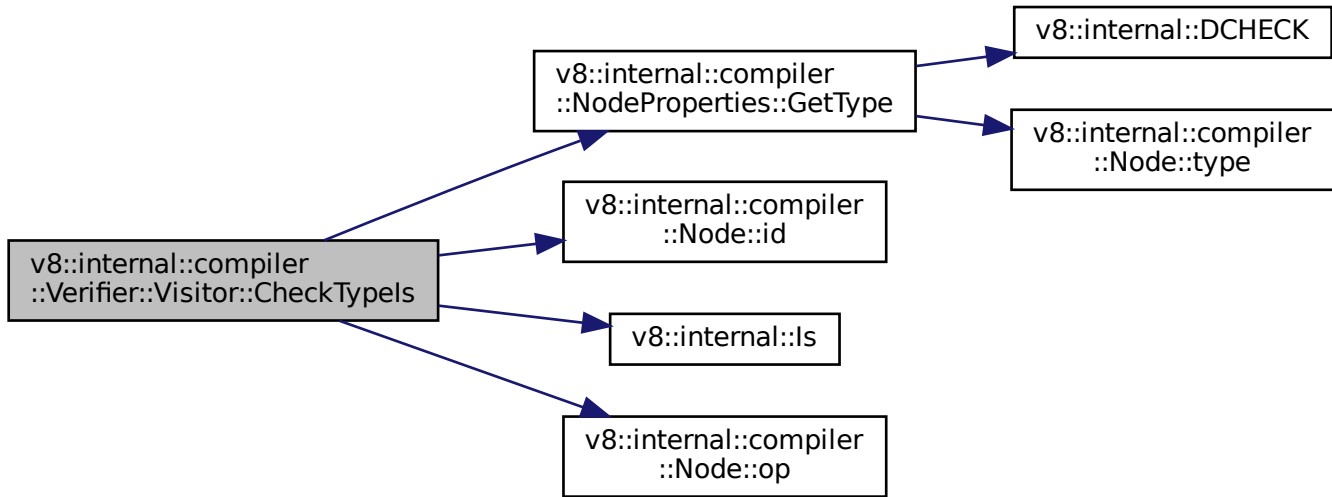 v8::internal::compiler
::Verifier::Visitor::CheckTypeIs
v8::internal::compiler
::NodeProperties::GetType
v8::internal::DCHECK
v8::internal::compiler
::Node::type
v8::internal::compiler
::Node::id
v8::internal::Is
v8::internal::compiler
::Node::op